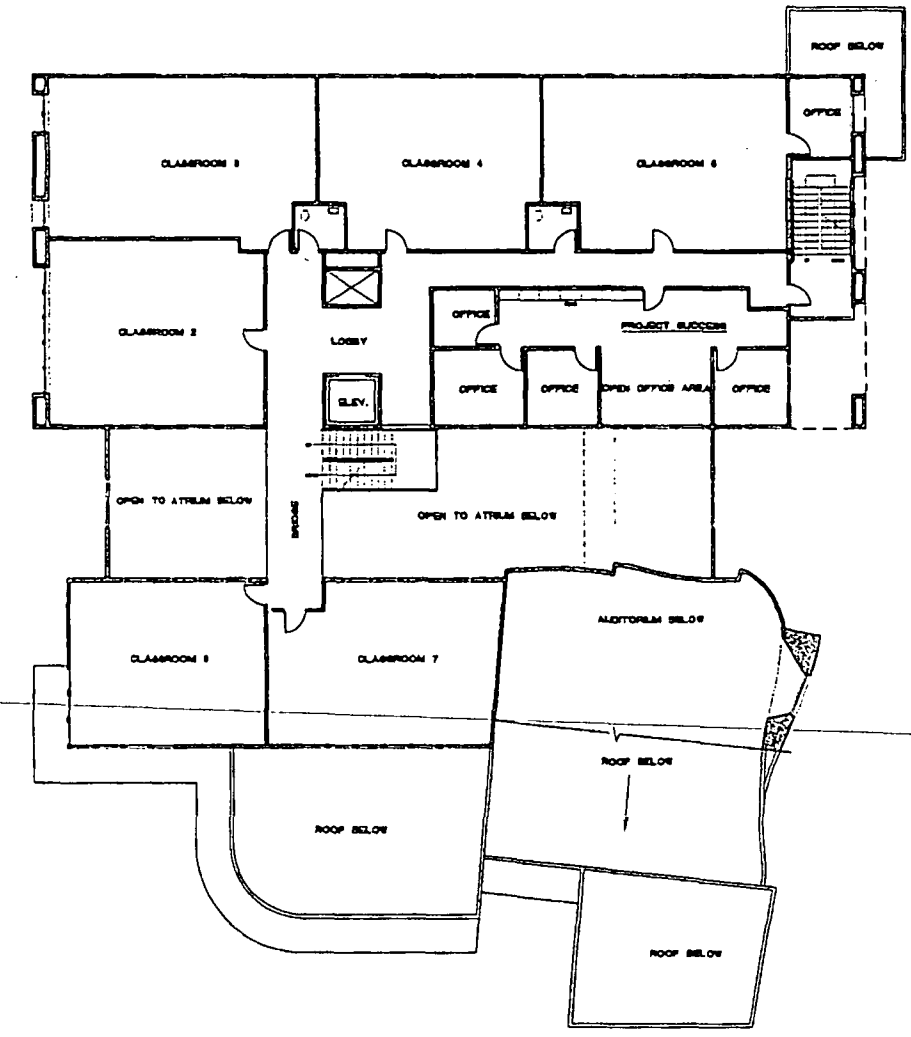 ROOF BELOW
OFFICE
CLASSROOM 3
CLASSROOM 4
CLASSROOM 5
OFFICE
PROJECT SUCCESS
CLASSROOM 2
LOBBY
OFFICE
OFFICE
OPEN OFFICE AREA
OFFICE
ELEV.
OPEN TO ATRIUM BELOW
BRIDGE
OPEN TO ATRIUM BELOW
AUDITORIUM BELOW
CLASSROOM 6
CLASSROOM 7
ROOF BELOW
ROOF BELOW
ROOF BELOW